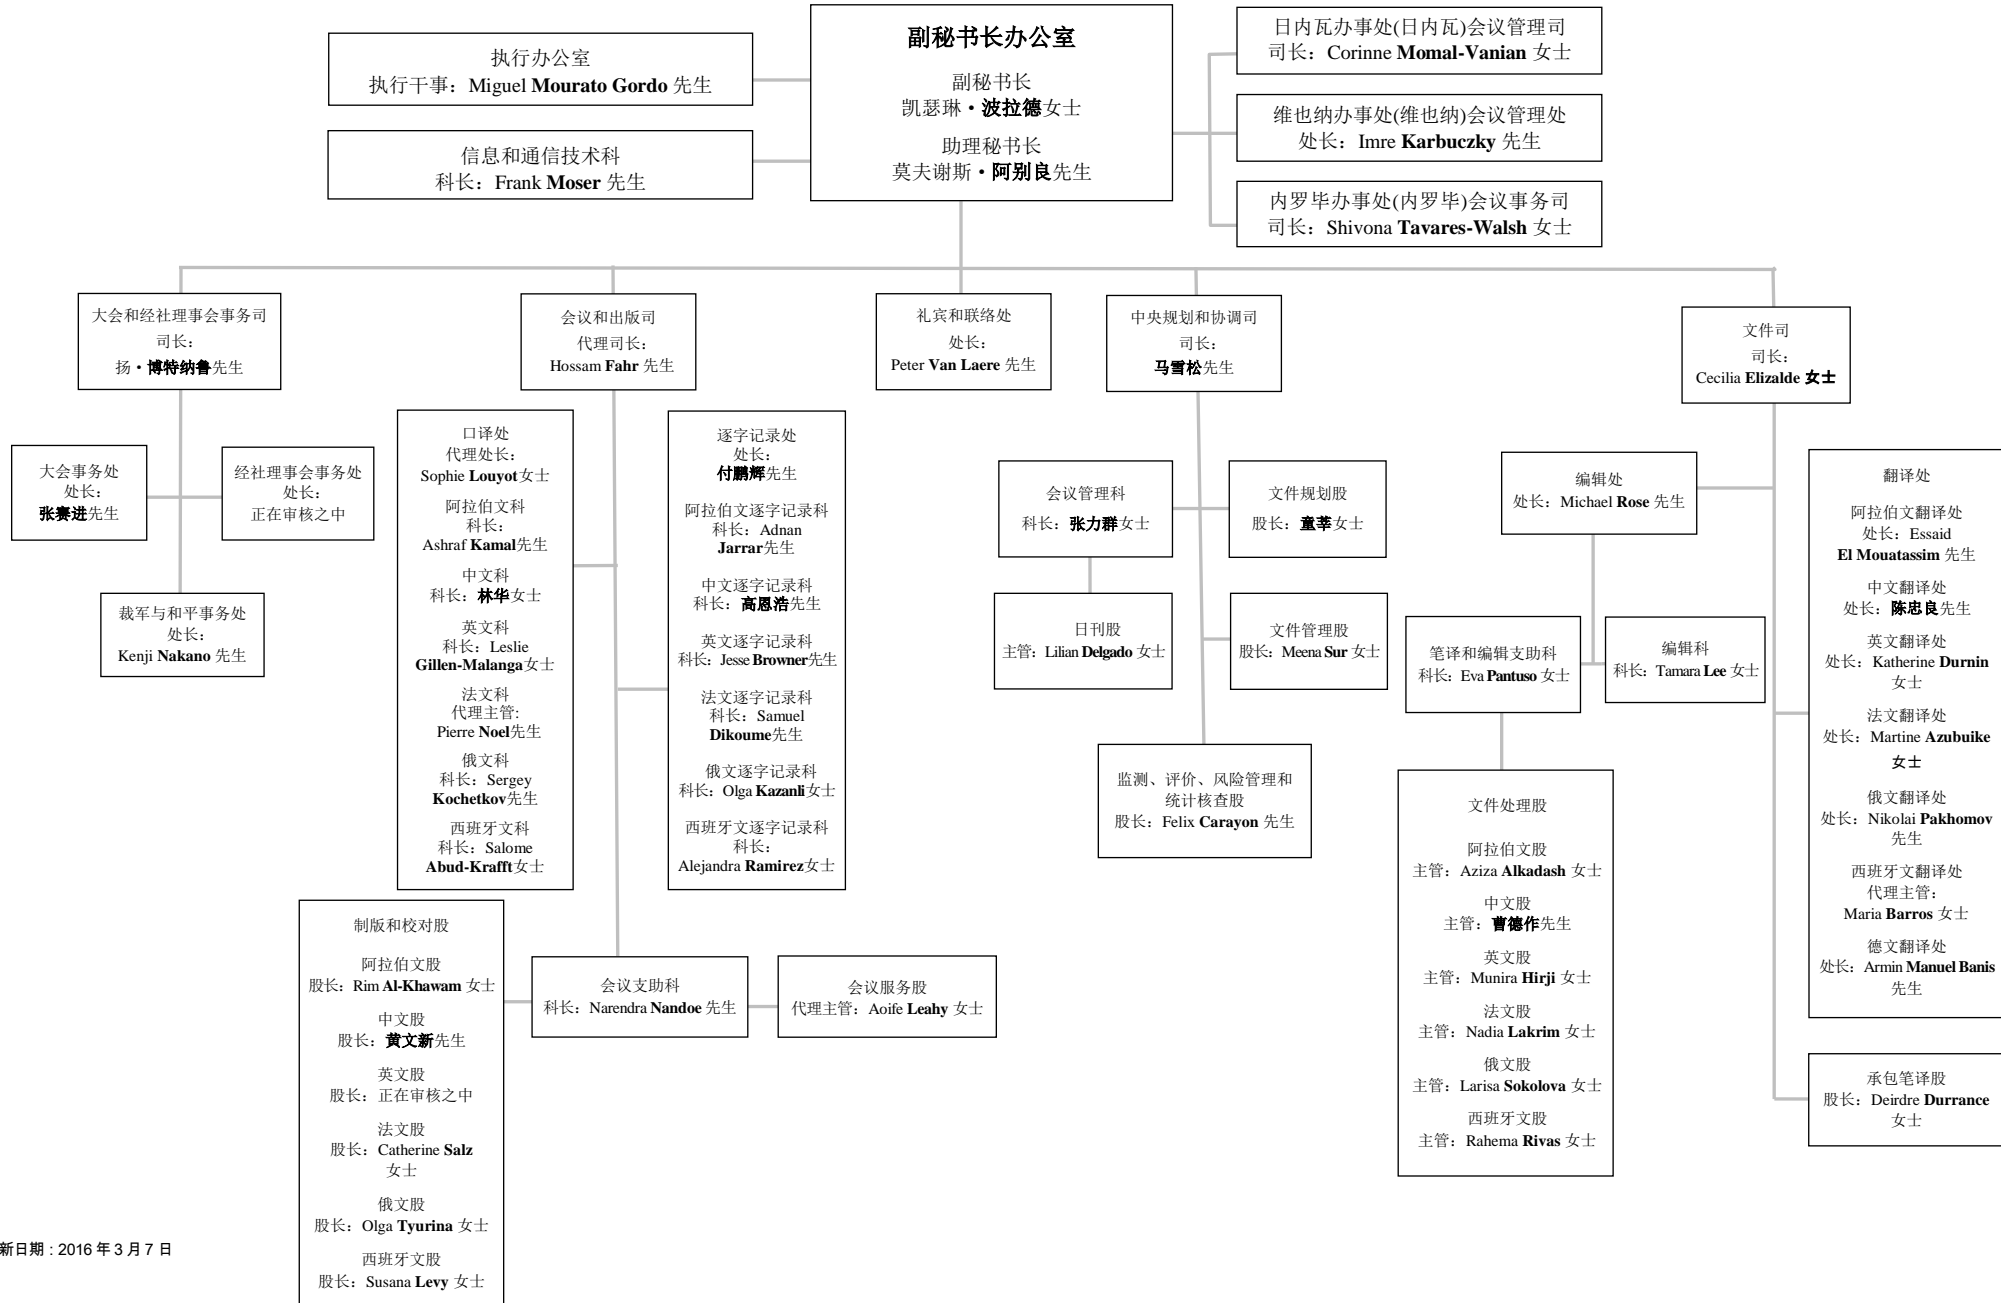 副秘书长办公室
副秘书长
凯瑟琳•波拉德女士
助理秘书长
莫夫谢斯•阿别良先生
执行办公室
执行干事：Miguel Mourato Gordo 先生
信息和通信技术科
科长：Frank Moser 先生
日内瓦办事处(日内瓦)会议管理司
司长：Corinne Momal-Vanian 女士
维也纳办事处(维也纳)会议管理处
处长：Imre Karbuczky 先生
内罗毕办事处(内罗毕)会议事务司
司长：Shivona Tavares-Walsh 女士
大会和经社理事会事务司
司长：
扬•博特纳鲁先生
会议和出版司
代理司长：
Hossam Fahr 先生
礼宾和联络处
处长：
Peter Van Laere 先生
中央规划和协调司
司长：
马雪松先生
文件司
司长：
Cecilia Elizalde 女士
大会事务处
处长：
张赛进先生
经社理事会事务处
处长：
正在审核之中
裁军与和平事务处
处长：
Kenji Nakano 先生
口译处
代理处长：
Sophie Louyot女士
阿拉伯文科
科长：
Ashraf Kamal先生
中文科
科长：林华女士
英文科
科长：Leslie
Gillen-Malanga女士
法文科
代理主管:
Pierre Noel先生
俄文科
科长：Sergey
Kochetkov先生
西班牙文科
科长：Salome
Abud-Krafft女士
逐字记录处
处长：
付鹏辉先生
阿拉伯文逐字记录科
科长：Adnan
Jarrar先生
中文逐字记录科
科长：高恩浩先生
英文逐字记录科
科长：Jesse Browner先生
法文逐字记录科
科长：Samuel
Dikoume先生
俄文逐字记录科
科长：Olga Kazanli女士
西班牙文逐字记录科
科长：
Alejandra Ramirez女士
制版和校对股
阿拉伯文股
股长：Rim Al-Khawam 女士
中文股
股长：黄文新先生
英文股
股长：正在审核之中
法文股
股长：Catherine Salz
女士
俄文股
股长：Olga Tyurina 女士
西班牙文股
股长：Susana Levy 女士
会议支助科
科长：Narendra Nandoe 先生
会议服务股
代理主管：Aoife Leahy 女士
会议管理科
科长：张力群女士
文件规划股
股长：童莘女士
日刊股
主管：Lilian Delgado 女士
文件管理股
股长：Meena Sur 女士
监测、评价、风险管理和
统计核查股
股长：Felix Carayon 先生
编辑处
处长：Michael Rose 先生
笔译和编辑支助科
科长：Eva Pantuso 女士
编辑科
科长：Tamara Lee 女士
文件处理股
阿拉伯文股
主管：Aziza Alkadash 女士
中文股
主管：曹德作先生
英文股
主管：Munira Hirji 女士
法文股
主管：Nadia Lakrim 女士
俄文股
主管：Larisa Sokolova 女士
西班牙文股
主管：Rahema Rivas 女士
翻译处
阿拉伯文翻译处
处长：Essaid
El Mouatassim 先生
中文翻译处
处长：陈忠良先生
英文翻译处
处长：Katherine Durnin
女士
法文翻译处
处长：Martine Azubuike
女士
俄文翻译处
处长：Nikolai Pakhomov
先生
西班牙文翻译处
代理主管：
Maria Barros 女士
德文翻译处
处长：Armin Manuel Banis
先生
承包笔译股
股长：Deirdre Durrance
女士
新日期 : 2016 年 3 月 7 日